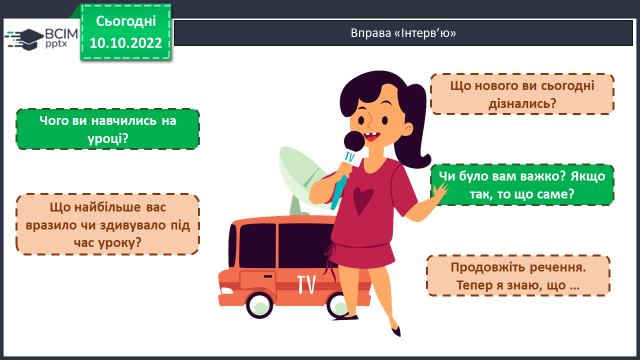 Сьогодні
10.10.2022
BCIM
pptx
Вправа «Інтерв’ю»
Чого ви навчились на
уроці?
Що найбільше вас
вразило чи здивувало під
час уроку?
Що нового ви сьогодні
дізнались?
Чи було вам важко? Якщо
так, то що саме?
Продовжіть речення.
Тепер я знаю, що …
TV
TV